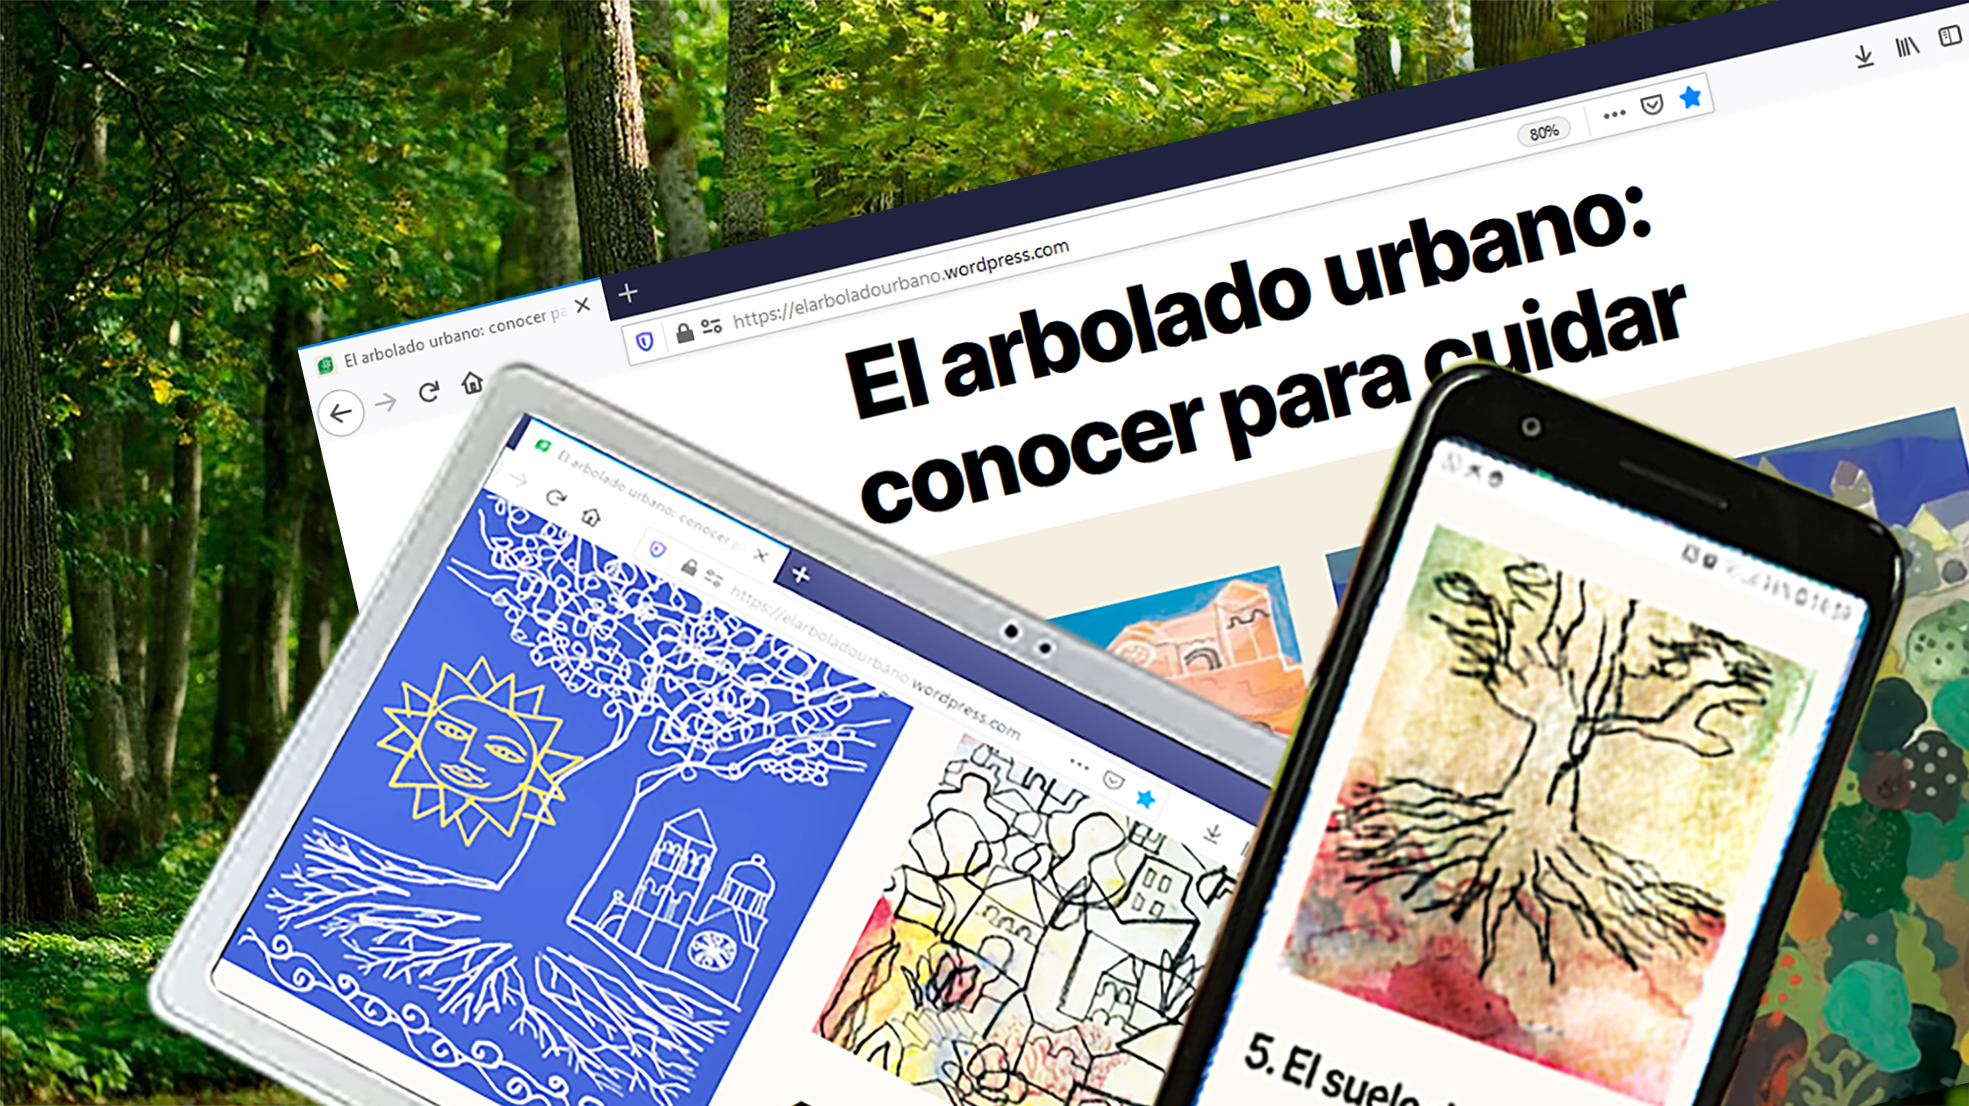 80%
https://elarboladourbano.wordpress.com
El arbolado urbano: conocer pa
El arbolado urbano:
conocer para cuidar
El arbolado urbano: conocer p
https://elarboladourbano.wordpress.com
5. El suelo